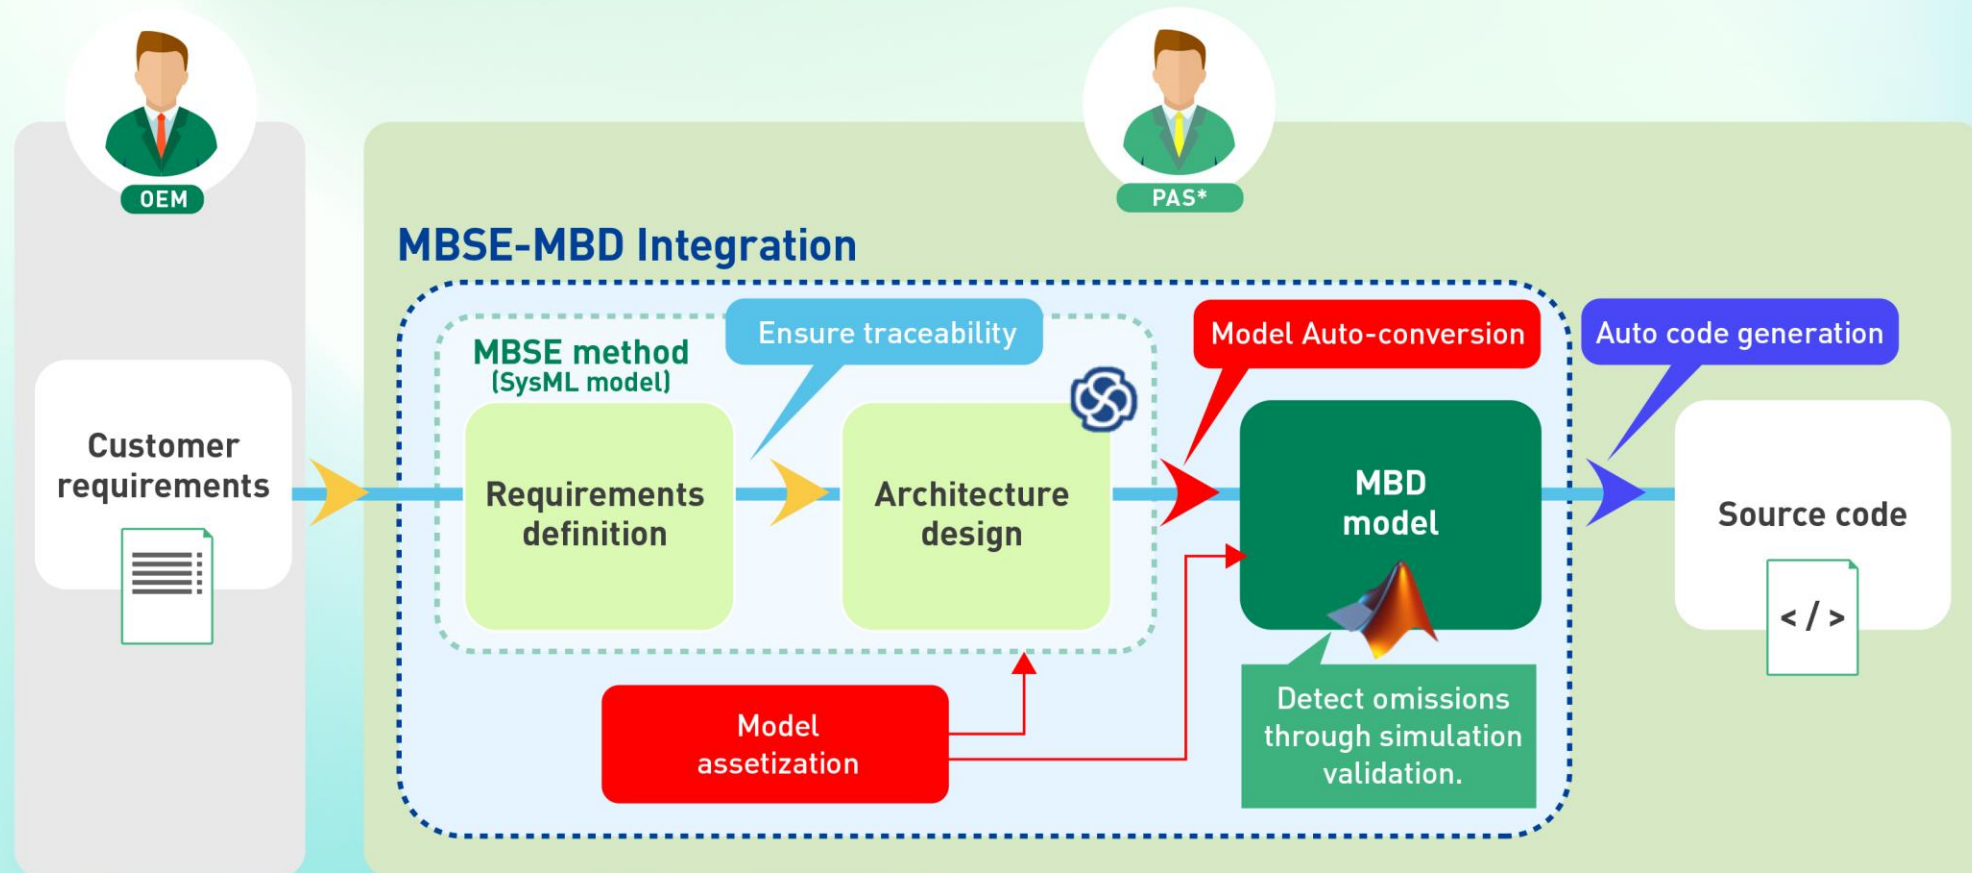 OEM
PAS*
MBSE-MBD Integration
Ensure traceability
Model Auto-conversion
Auto code generation
MBSE method
(SysML model)
Customer
requirements
Requirements
definition
Architecture
design
MBD
model
Source code
</>
Model
assetization
Detect omissions
through simulation
validation.